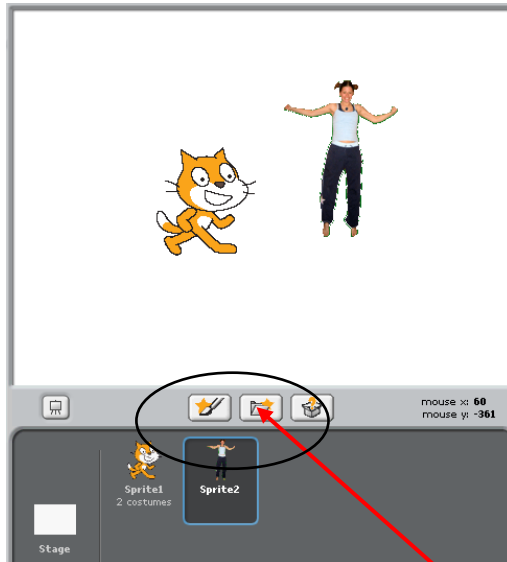 mouse x: 60
mouse y: -361
Sprite1
2 costumes
Sprite2
Stage